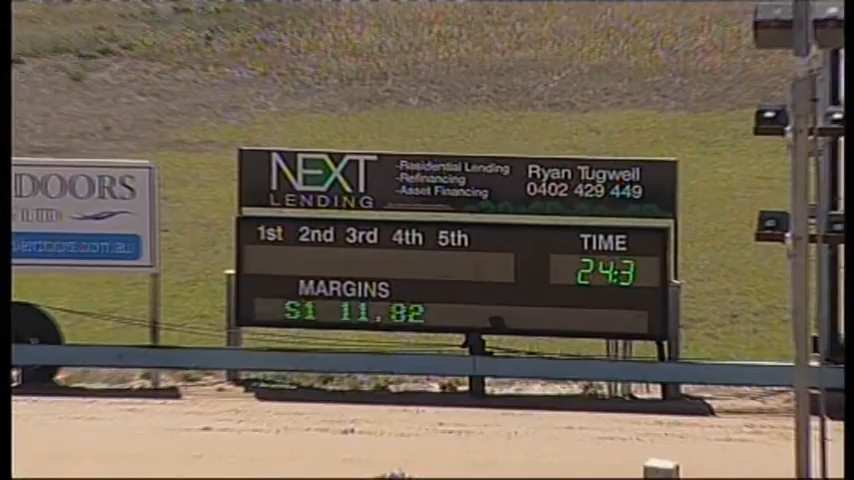 DOORS
NEXT
LENDING
-Residential Lending
-Refinancing
-Asset Financing
Ryan Tugwell
0402 429 449
1st 2nd 3rd 4th 5th
TIME
24:3
MARGINS
S1 11.82